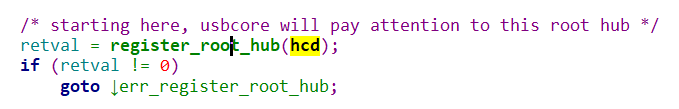 /* starting here, usbcore will pay attention to this root hub */
retval = register_root_hub(hcd);
if (retval != 0)
    goto ↓err_register_root_hub;